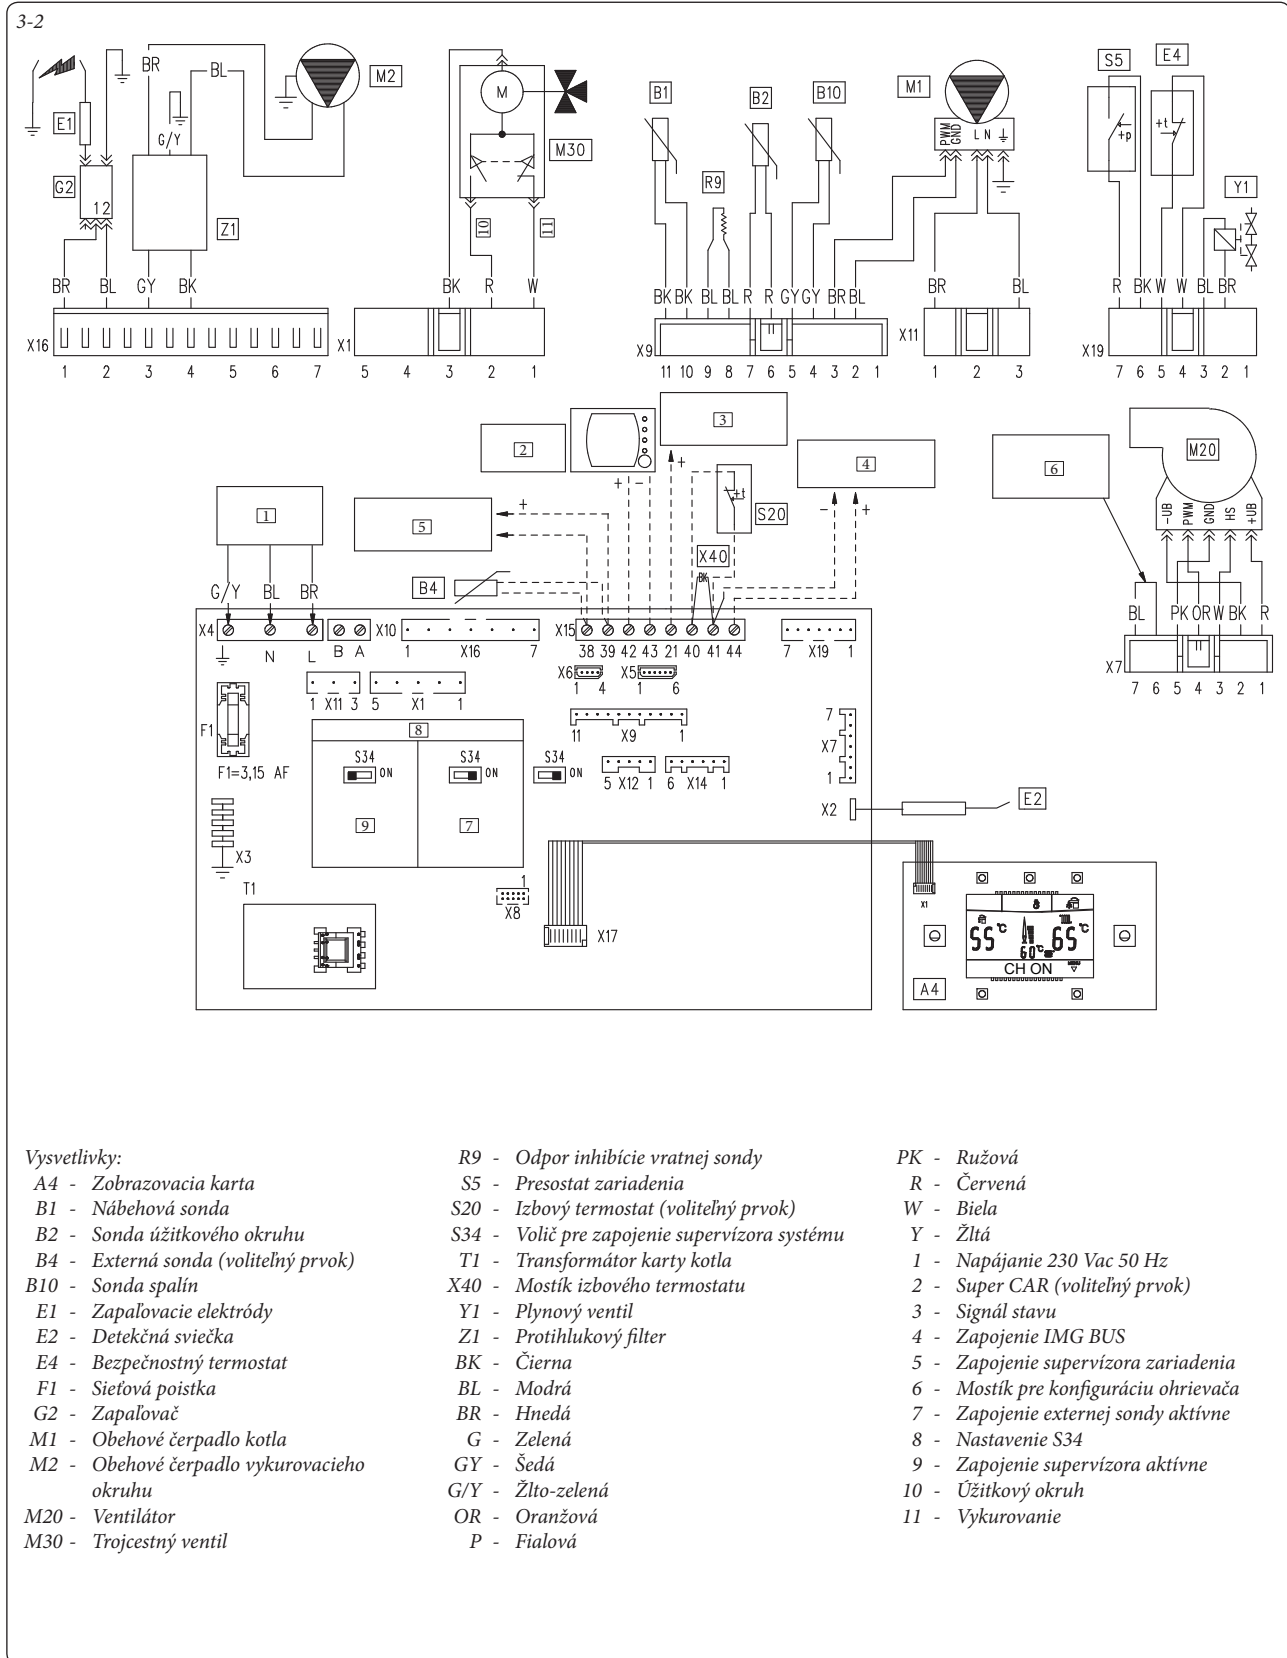 3-2
BR
BL
M2
E1
G/Y
G2
1 2
Z1
BR BL GY BK
X16
1 2 3 4 5 6 7
M
M30
10
11
BK R W
X1
5 4 3 2 1
B1
R9
B2
B10
BK BK BL BL R R GY GY BR BL
X9
11 10 9 8 7 6 5 4 3 2 1
M1
PWM
GND
L N
BR BL
X11
1 2 3
S5
+p
E4
+t
Y1
R BK W W BL BR
X19
7 6 5 4 3 2 1
1
2
3
4
5
+
+ -
+
- +
+t
S20
X40
BK
B4
G/Y BL BR
6
M20
-UB
PWM
GND
HS
+UB
BL PK OR W BK R
X7
7 6 5 4 3 2 1
X4
N L
B A
X10
1 X16 7
X15
38 39 42 43 21 40 41 44
7 X19 1
X6
1 4
X5
1 6
1 X11 3
5 X1 1
F1
F1=3,15 AF
8
S34
ON
S34
ON
S34
ON
9
7
11 X9 1
5 X12 1
6 X14 1
7
X7
1
X2
E2
X3
T1
1
X8
X17
X1
55 °C
60 °C
65 °C
CH ON
MENU
A4
Vysvetlivky:
A4 - Zobrazovacia karta
B1 - Nábehová sonda
B2 - Sonda úžitkového okruhu
B4 - Externá sonda (voliteľný prvok)
B10 - Sonda spalín
E1 - Zapaľovacie elektródy
E2 - Detekčná sviečka
E4 - Bezpečnostný termostat
F1 - Sieťová poistka
G2 - Zapaľovač
M1 - Obehové čerpadlo kotla
M2 - Obehové čerpadlo vykurovacieho
okruhu
M20 - Ventilátor
M30 - Trojcestný ventil
R9 - Odpor inhibície vratnej sondy
S5 - Presostat zariadenia
S20 - Izbový termostat (voliteľný prvok)
S34 - Volič pre zapojenie supervízora systému
T1 - Transformátor karty kotla
X40 - Mostík izbového termostatu
Y1 - Plynový ventil
Z1 - Protihlukový filter
BK - Čierna
BL - Modrá
BR - Hnedá
G - Zelená
GY - Šedá
G/Y - Žlto-zelená
OR - Oranžová
P - Fialová
PK - Ružová
R - Červená
W - Biela
Y - Žltá
1 - Napájanie 230 Vac 50 Hz
2 - Super CAR (voliteľný prvok)
3 - Signál stavu
4 - Zapojenie IMG BUS
5 - Zapojenie supervízora zariadenia
6 - Mostík pre konfiguráciu ohrievača
7 - Zapojenie externej sondy aktívne
8 - Nastavenie S34
9 - Zapojenie supervízora aktívne
10 - Úžitkový okruh
11 - Vykurovanie